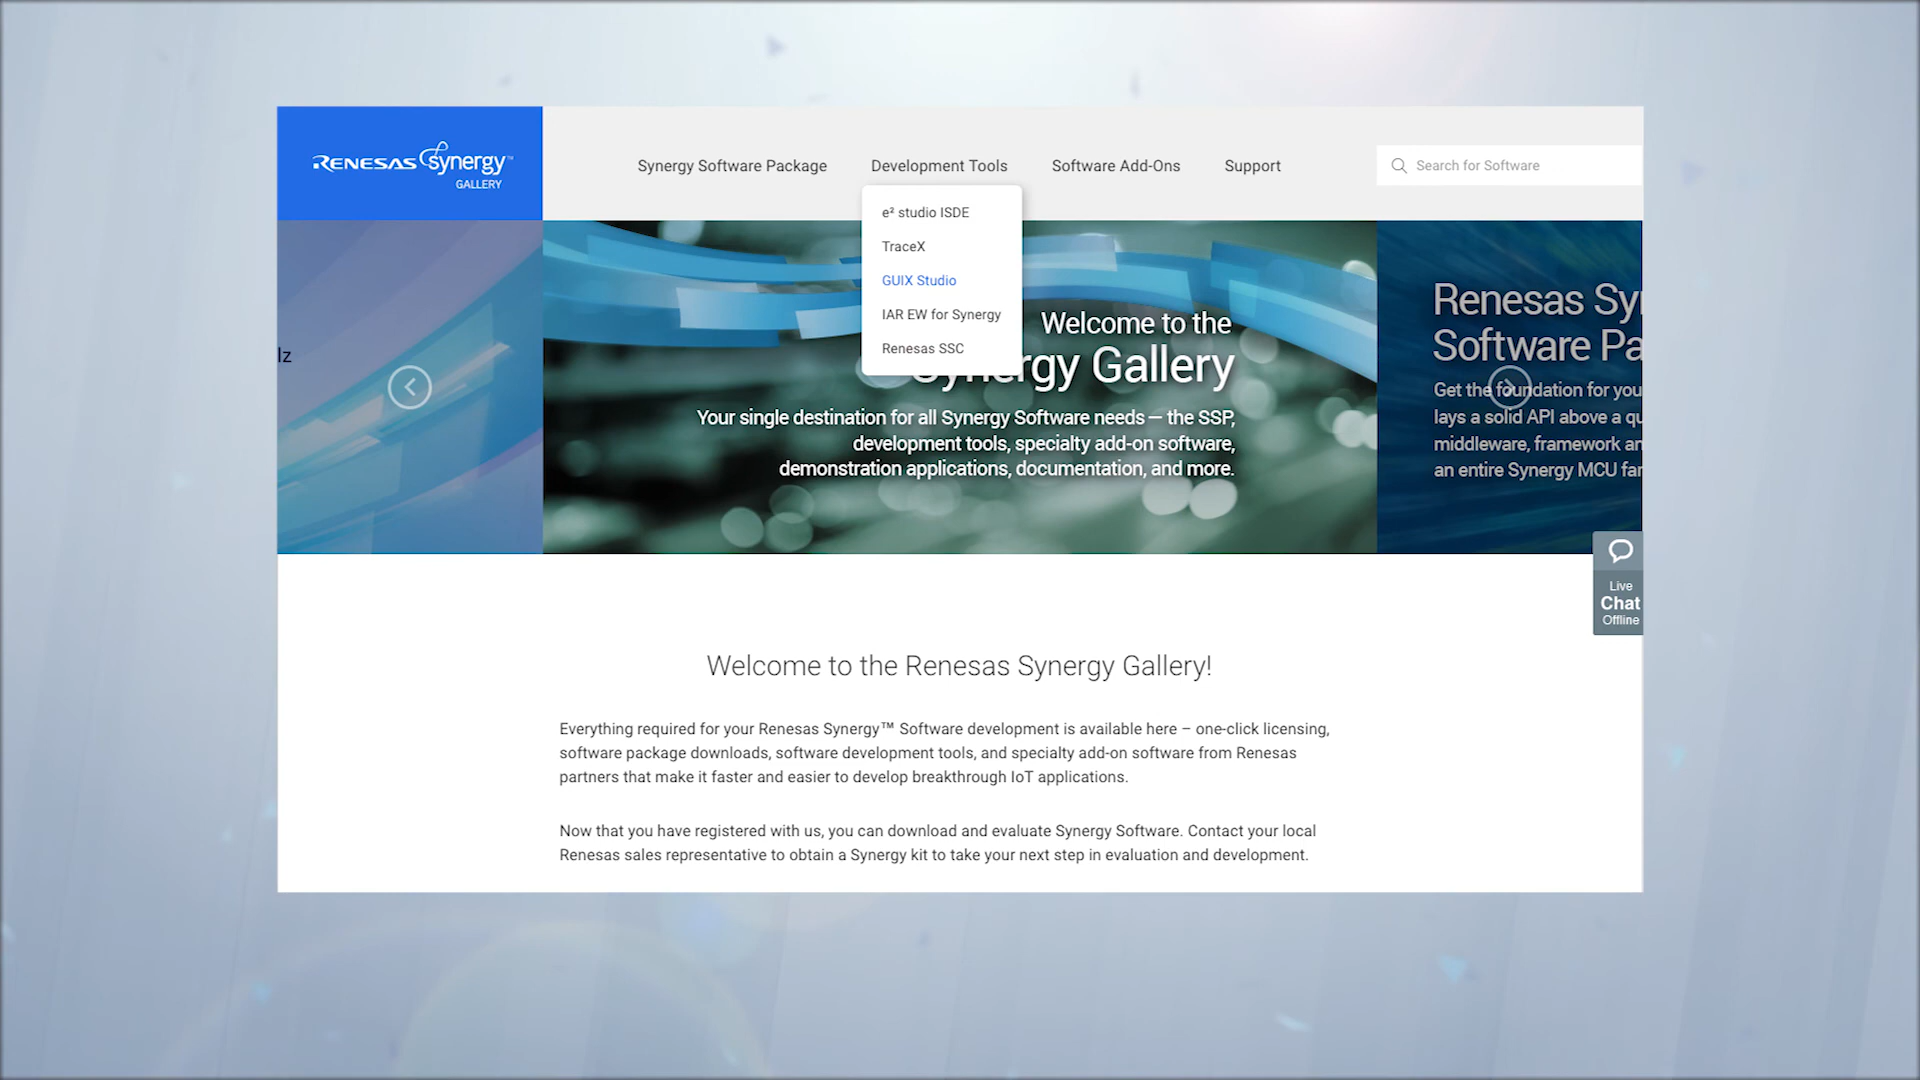 RENESAS synergy™
GALLERY
Synergy Software Package
Development Tools
Software Add-Ons
Support
Search for Software
e² studio ISDE
TraceX
GUIX Studio
IAR EW for Synergy
Renesas SSC
lz
Welcome to the
Synergy Gallery
Your single destination for all Synergy Software needs — the SSP,
development tools, specialty add-on software,
demonstration applications, documentation, and more.
Renesas Sy
Software Pa
Get the foundation for you
lays a solid API above a qu
middleware, framework an
an entire Synergy MCU far
Live
Chat
Offline
Welcome to the Renesas Synergy Gallery!
Everything required for your Renesas Synergy™ Software development is available here – one-click licensing,
software package downloads, software development tools, and specialty add-on software from Renesas
partners that make it faster and easier to develop breakthrough IoT applications.
Now that you have registered with us, you can download and evaluate Synergy Software. Contact your local
Renesas sales representative to obtain a Synergy kit to take your next step in evaluation and development.